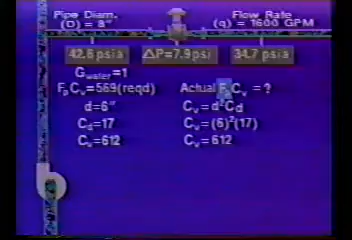 Pipe Diam. Flow Rate
(D) = 8" (q) = 1600 GPM
42.6 psia ΔP=7.9psi 34.7 psia
Gwater=1
FpCv=569(reqd) Actual FpCv = ?
d=6" Cv=d²Cd
Cd=17 Cv=(6)²(17)
Cv=612 Cv=612